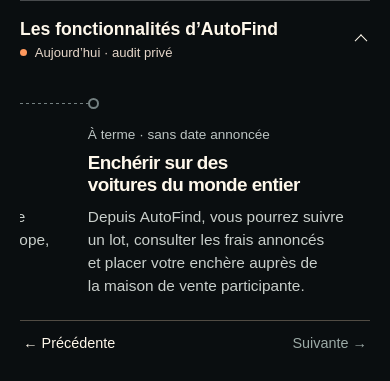 Les fonctionnalités d’AutoFind
Aujourd’hui · audit privé
À terme · sans date annoncée
Enchérir sur des
voitures du monde entier
Depuis AutoFind, vous pourrez suivre
un lot, consulter les frais annoncés
ope,
et placer votre enchère auprès de
la maison de vente participante.
← Précédente
Suivante →